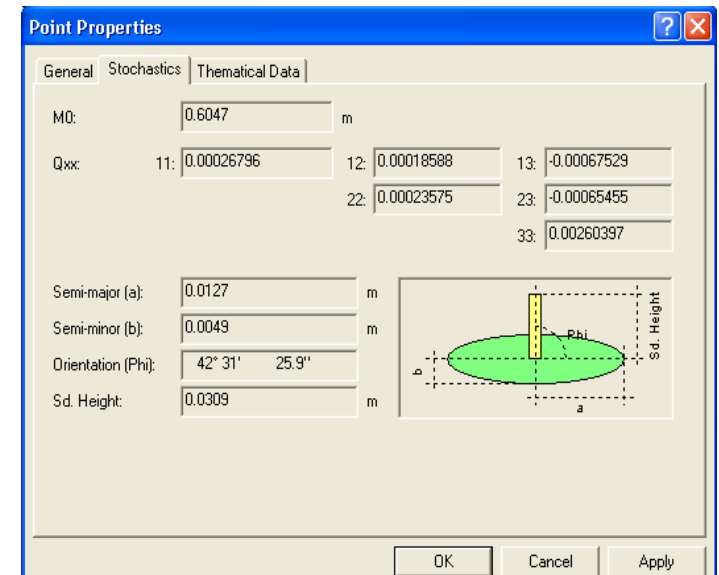 Point Properties
General Stochastics Thematical Data
M0: 0.6047 m
Qxx: 11: 0.00026796 12: 0.00018588 13: -0.00067529
22: 0.00023575 23: -0.00065455
33: 0.00260397
Semi-major (a): 0.0127 m
Semi-minor (b): 0.0049 m
Orientation (Phi): 42° 31' 25.9"
Sd. Height: 0.0309 m
Phi
Sd. Height
b
a
OK Cancel Apply